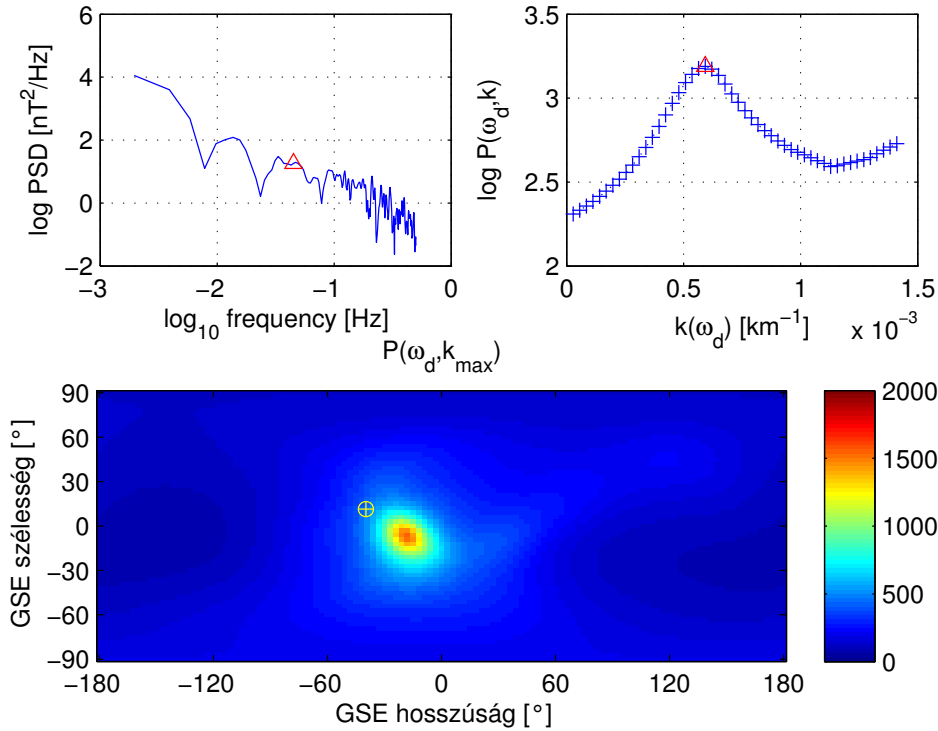 log PSD [nT²/Hz]
6
4
2
0
−2
−3 −2 −1 0
log₁₀ frequency [Hz]
log P(ω_d,k)
3.5
3
2.5
2
0 0.5 1 1.5
k(ω_d) [km⁻¹] x 10⁻³
P(ω_d,k_max)
GSE szélesség [°]
90
60
30
0
−30
−60
−90
−180 −120 −60 0 60 120 180
GSE hosszúság [°]
2000
1500
1000
500
0